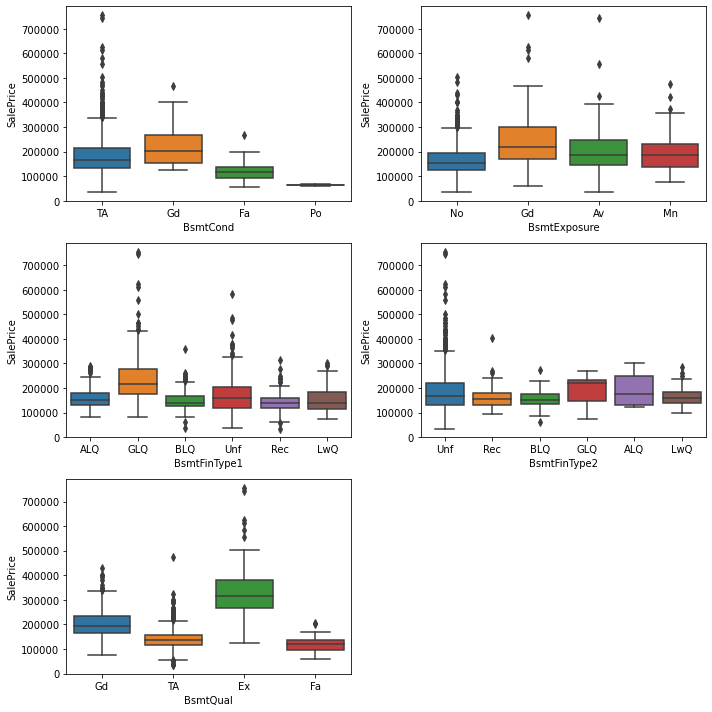 700000
600000
500000
400000
300000
200000
100000
0
SalePrice
TA Gd Fa Po
BsmtCond
700000
600000
500000
400000
300000
200000
100000
0
SalePrice
No Gd Av Mn
BsmtExposure
700000
600000
500000
400000
300000
200000
100000
0
SalePrice
ALQ GLQ BLQ Unf Rec LwQ
BsmtFinType1
700000
600000
500000
400000
300000
200000
100000
0
SalePrice
Unf Rec BLQ GLQ ALQ LwQ
BsmtFinType2
700000
600000
500000
400000
300000
200000
100000
0
SalePrice
Gd TA Ex Fa
BsmtQual